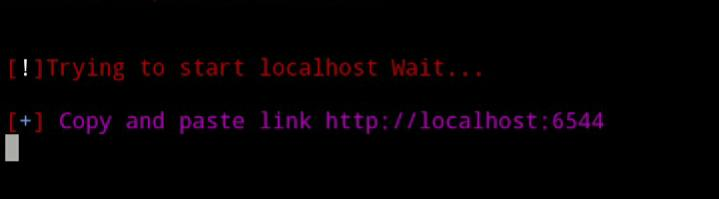 [!]Trying to start localhost Wait...
[+] Copy and paste link http://localhost:6544